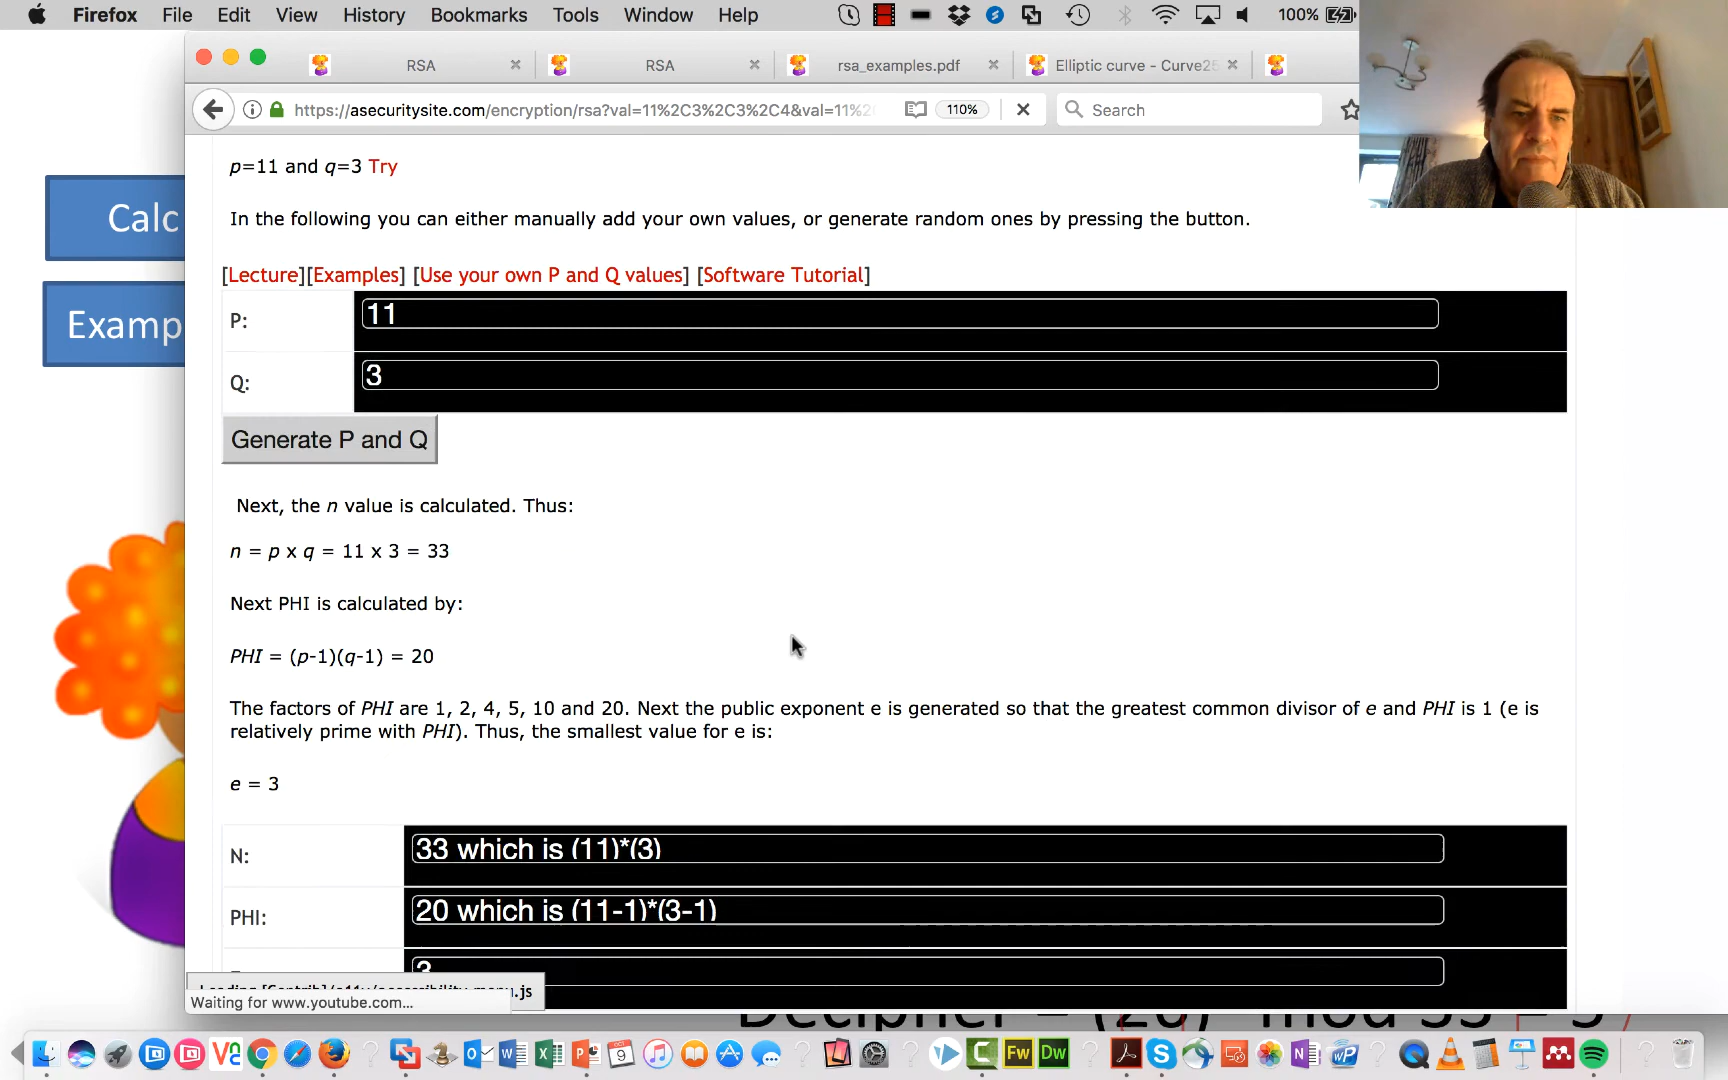 Firefox File Edit View History Bookmarks Tools Window Help 100%
RSA RSA rsa_examples.pdf Elliptic curve - Curve25
https://asecuritysite.com/encryption/rsa?val=11%2C3%2C3%2C4&val=11%2 110% Search
p=11 and q=3 Try
In the following you can either manually add your own values, or generate random ones by pressing the button.
[Lecture][Examples] [Use your own P and Q values] [Software Tutorial]
P: 11
Q: 3
Generate P and Q
Next, the n value is calculated. Thus:
n = p x q = 11 x 3 = 33
Next PHI is calculated by:
PHI = (p-1)(q-1) = 20
The factors of PHI are 1, 2, 4, 5, 10 and 20. Next the public exponent e is generated so that the greatest common divisor of e and PHI is 1 (e is
relatively prime with PHI). Thus, the smallest value for e is:
e = 3
N: 33 which is (11)*(3)
PHI: 20 which is (11-1)*(3-1)
3
Waiting for www.youtube.com...
Calc
Examp
Decipher = (26) mod 33 = 5